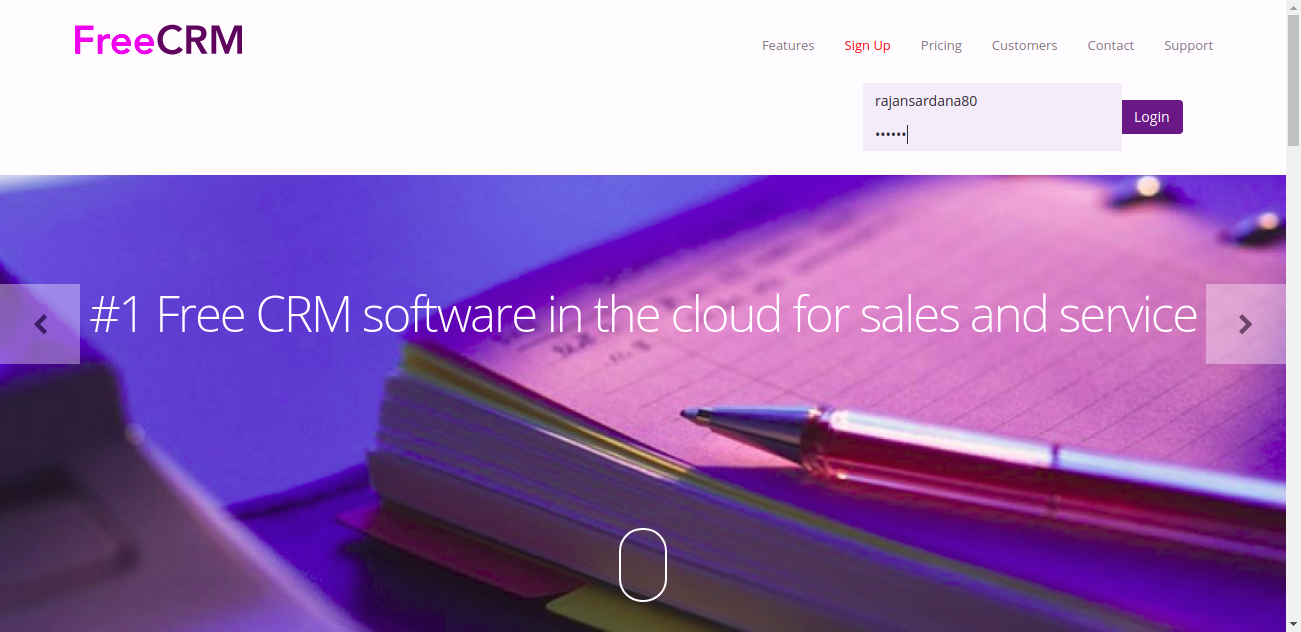 FreeCRM
Features Sign Up Pricing Customers Contact Support
rajansardana80
••••••
Login
#1 Free CRM software in the cloud for sales and service